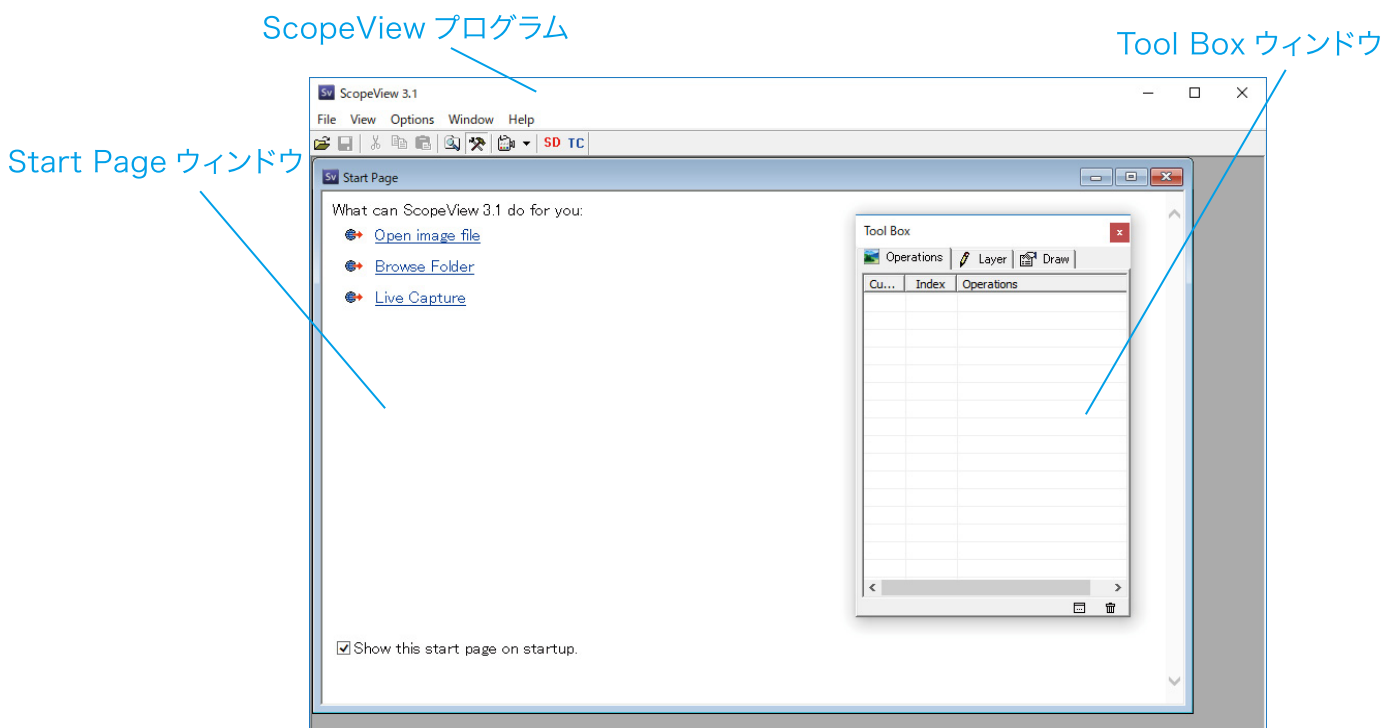 ScopeView プログラム
Tool Box ウィンドウ
Start Page ウィンドウ
Sv ScopeView 3.1
File View Options Window Help
SD TC
Sv Start Page
What can ScopeView 3.1 do for you:
Open image file
Browse Folder
Live Capture
Tool Box
Operations Layer Draw
Cu... Index Operations
Show this start page on startup.